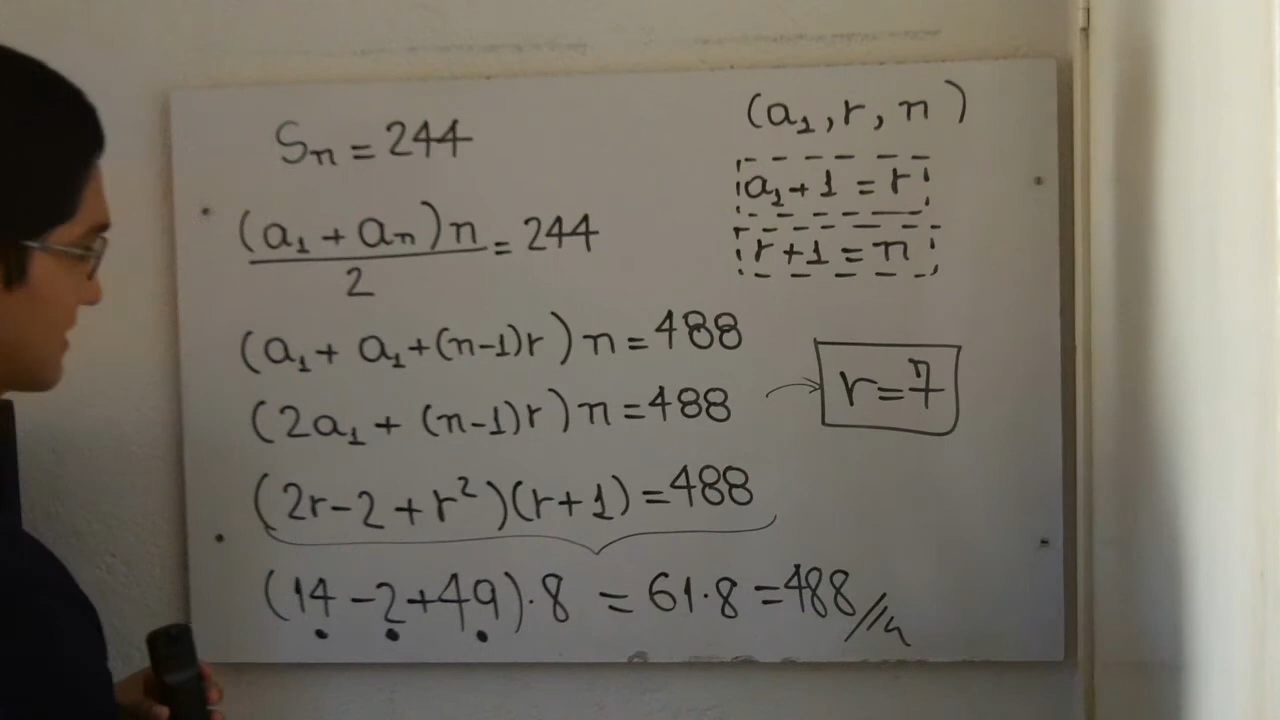 Sn = 244
(a₁ + an)n / 2 = 244
(a₁ + a₁ + (n-1)r)n = 488
(2a₁ + (n-1)r)n = 488
(2r - 2 + r²)(r + 1) = 488
(14 - 2 + 49)·8 = 61·8 = 488
(a₁, r, n)
a₁ + 1 = r
r + 1 = n
r = 7